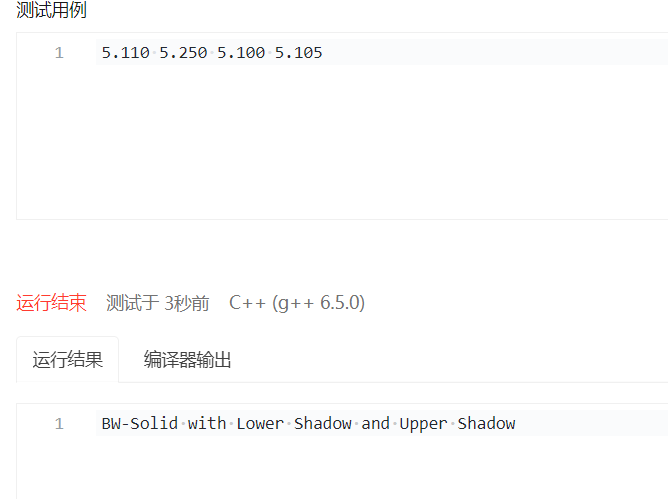 测试用例
1 5.110 5.250 5.100 5.105
运行结束 测试于 3秒前 C++ (g++ 6.5.0)
运行结果 编译器输出
1 BW-Solid with Lower Shadow and Upper Shadow